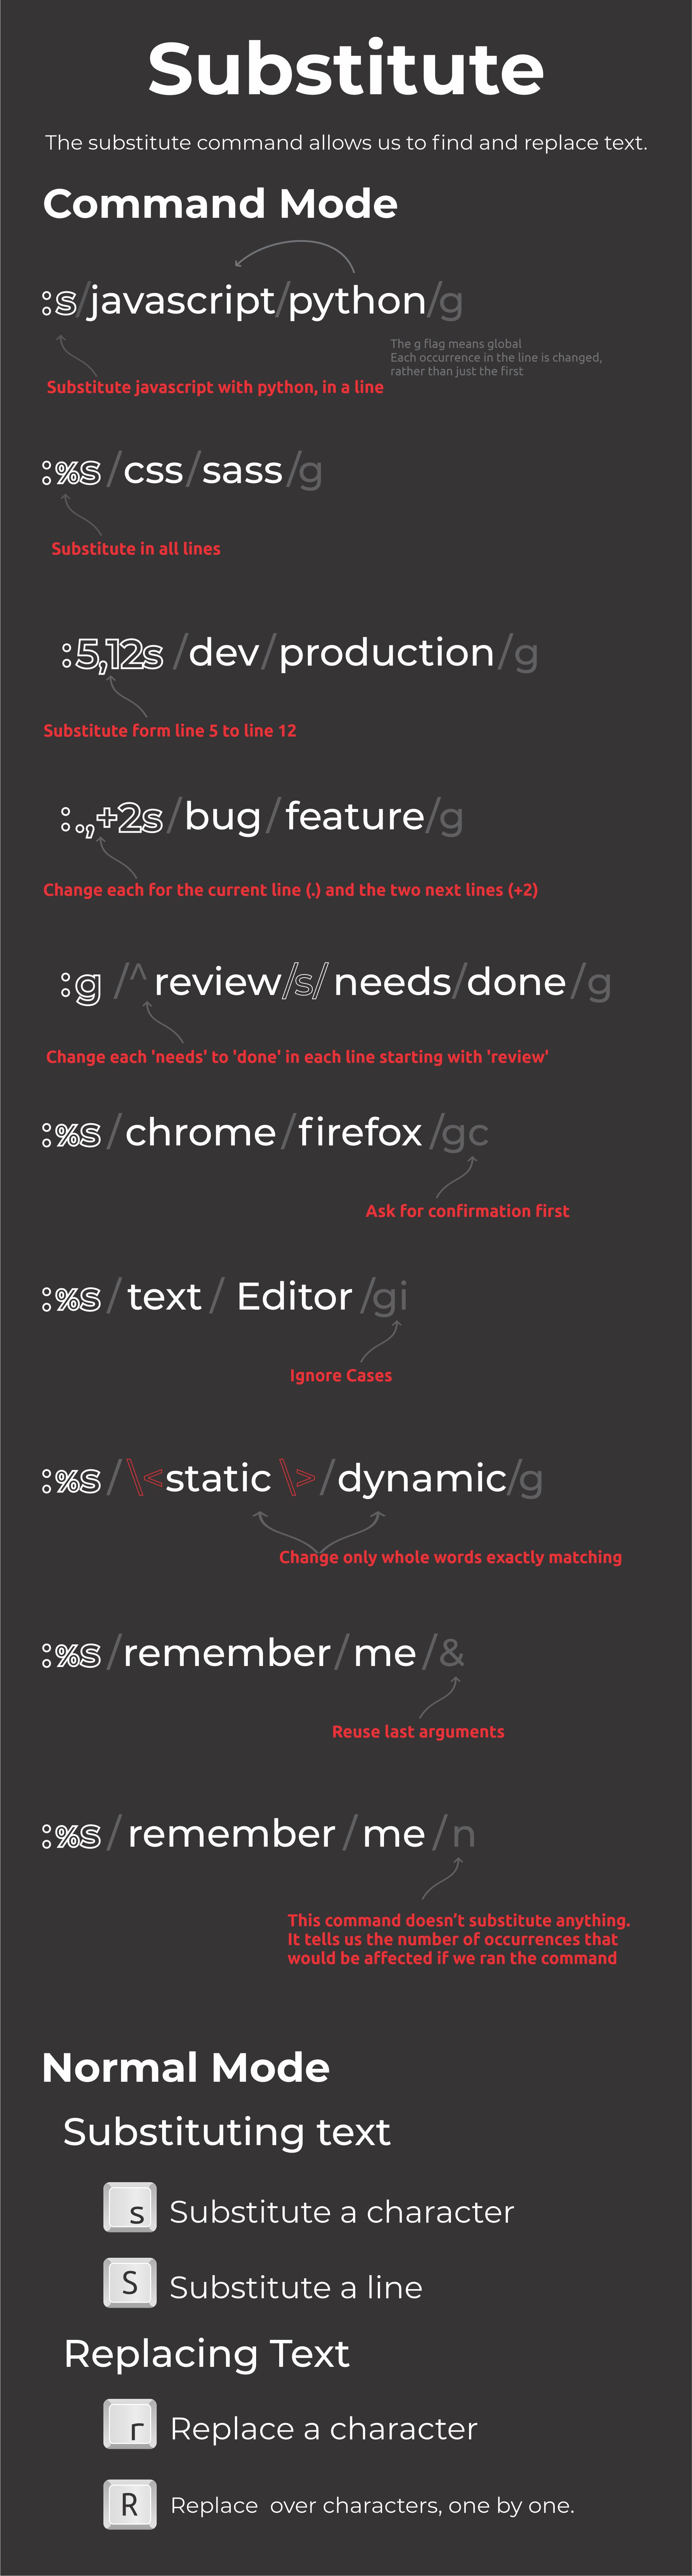 Substitute
The substitute command allows us to find and replace text.
Command Mode
:s/javascript/python/g
The g flag means global
Each occurrence in the line is changed,
rather than just the first
Substitute javascript with python, in a line
:%s /css/sass/g
Substitute in all lines
:5,12s /dev/production/g
Substitute form line 5 to line 12
:.,+2s /bug/feature/g
Change each for the current line (.) and the two next lines (+2)
:g /^ review/s/ needs/done/g
Change each 'needs' to 'done' in each line starting with 'review'
:%s /chrome/firefox /gc
Ask for confirmation first
:%s / text / Editor /gi
Ignore Cases
:%s /\<static \>/dynamic/g
Change only whole words exactly matching
:%s /remember/me /&
Reuse last arguments
:%s / remember / me / n
This command doesn’t substitute anything.
It tells us the number of occurrences that
would be affected if we ran the command
Normal Mode
Substituting text
s Substitute a character
S Substitute a line
Replacing Text
r Replace a character
R Replace over characters, one by one.